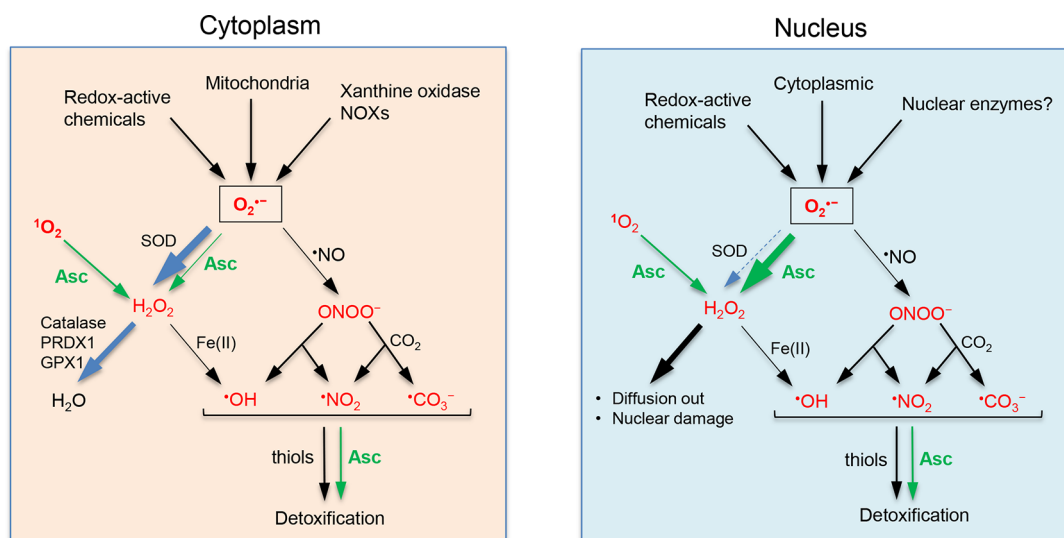 Cytoplasm
Mitochondria
Redox-active
chemicals
Xanthine oxidase
NOXs
O₂•⁻
¹O₂
SOD
Asc
Asc
•NO
H₂O₂
ONOO⁻
Catalase
PRDX1
GPX1
Fe(II)
CO₂
H₂O
•OH
•NO₂
•CO₃⁻
thiols
Asc
Detoxification
Nucleus
Cytoplasmic
Redox-active
chemicals
Nuclear enzymes?
O₂•⁻
¹O₂
SOD
Asc
Asc
•NO
H₂O₂
ONOO⁻
Fe(II)
CO₂
• Diffusion out
• Nuclear damage
•OH
•NO₂
•CO₃⁻
thiols
Asc
Detoxification